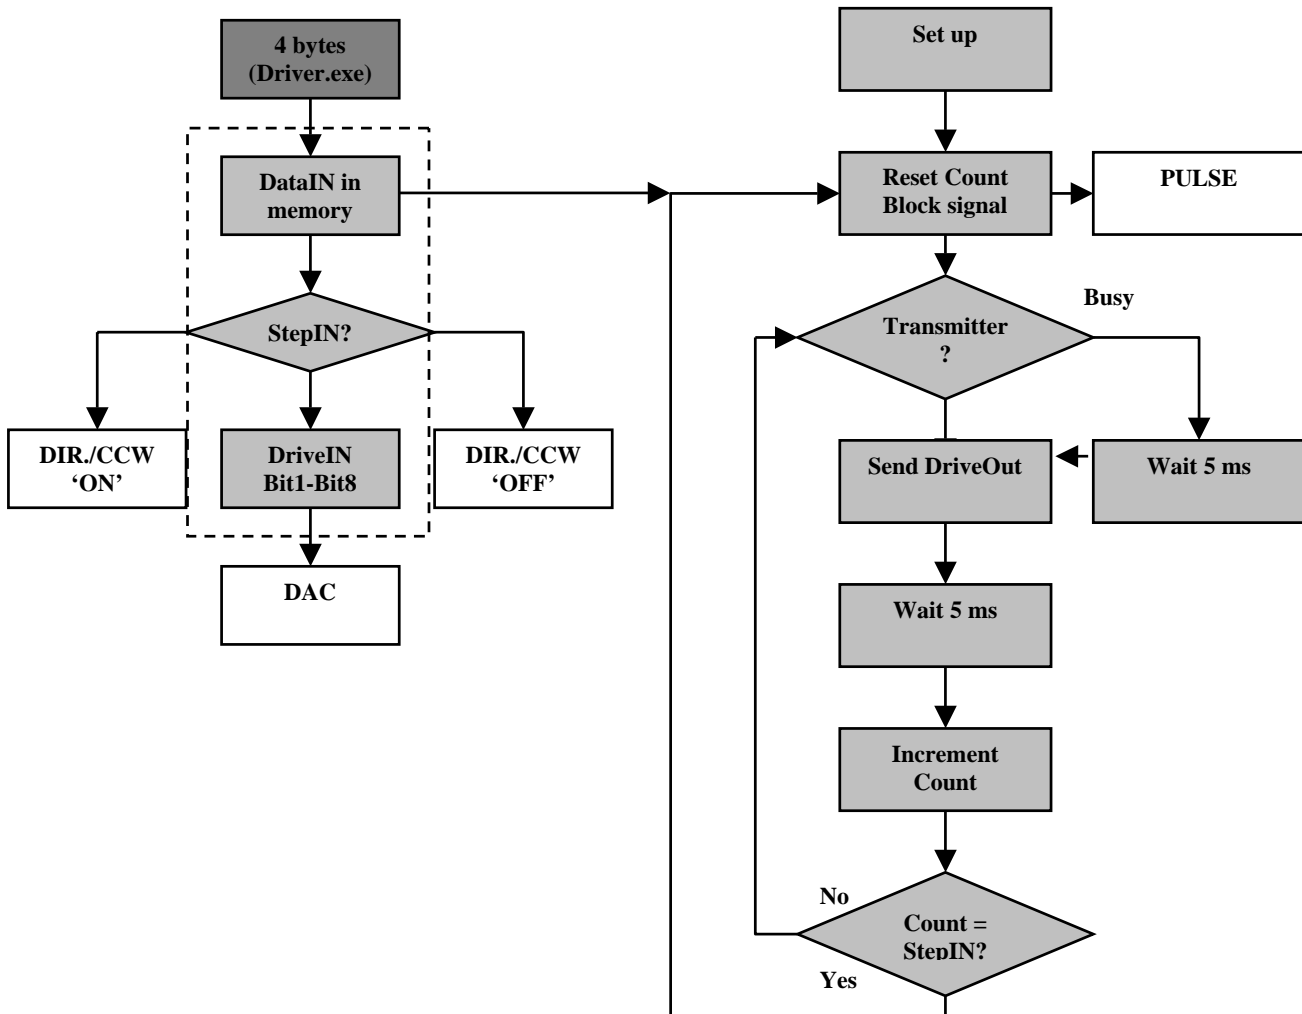 4 bytes
(Driver.exe)
DataIN in
memory
StepIN?
DIR./CCW
‘ON’
DriveIN
Bit1-Bit8
DIR./CCW
‘OFF’
DAC
Set up
Reset Count
Block signal
PULSE
Busy
Transmitter
?
Send DriveOut
Wait 5 ms
Wait 5 ms
Increment
Count
No
Count =
StepIN?
Yes